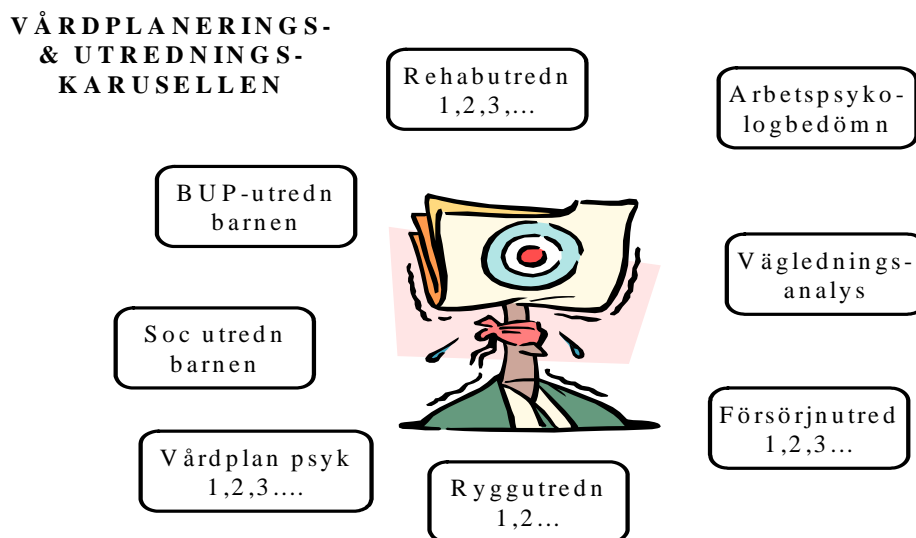 VÅRDPLANERINGS-
& UTREDNINGS-
KARUSELLEN
Rehabutredn
1,2,3,...
Arbetspsyko-
logbedömn
BUP-utredn
barnen
Väglednings-
analys
Soc utredn
barnen
Försörjnutred
1,2,3...
Vårdplan psyk
1,2,3....
Ryggutredn
1,2...